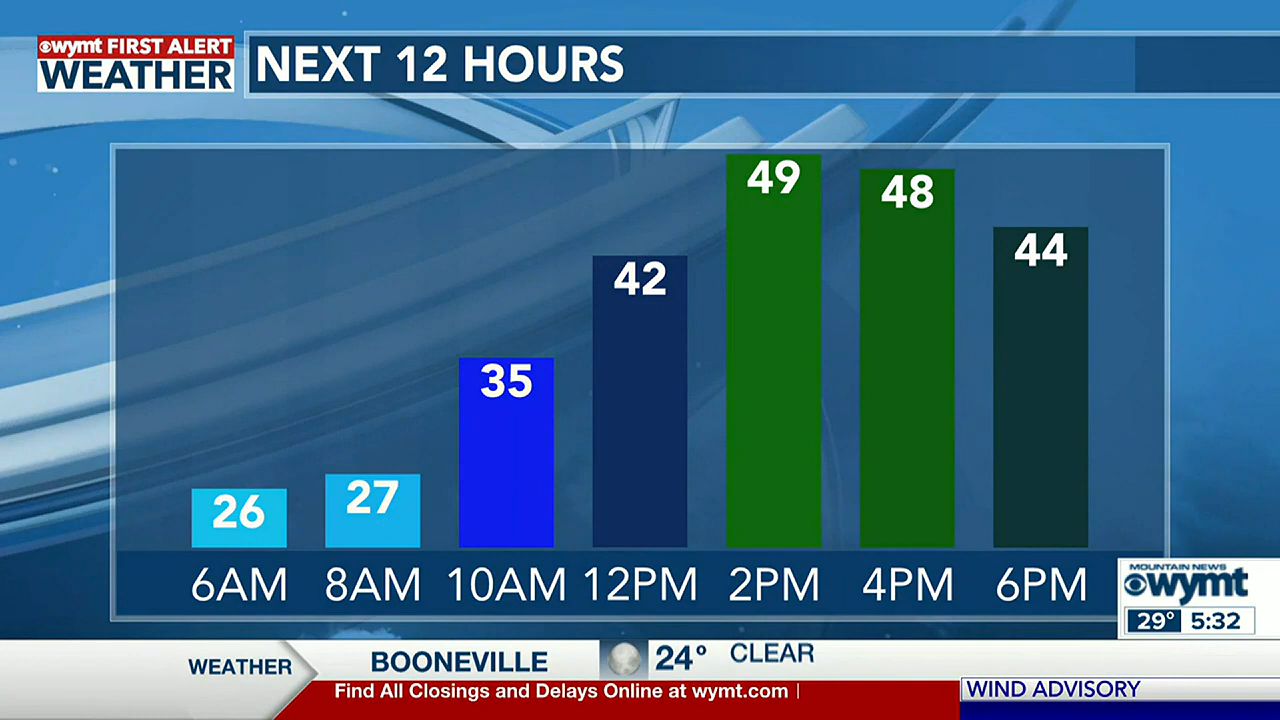 wymt FIRST ALERT
WEATHER
NEXT 12 HOURS
26 27 35 42 49 48 44
6AM 8AM 10AM 12PM 2PM 4PM 6PM
MOUNTAIN NEWS
wymt
29° 5:32
WEATHER BOONEVILLE 24° CLEAR
Find All Closings and Delays Online at wymt.com |
WIND ADVISORY